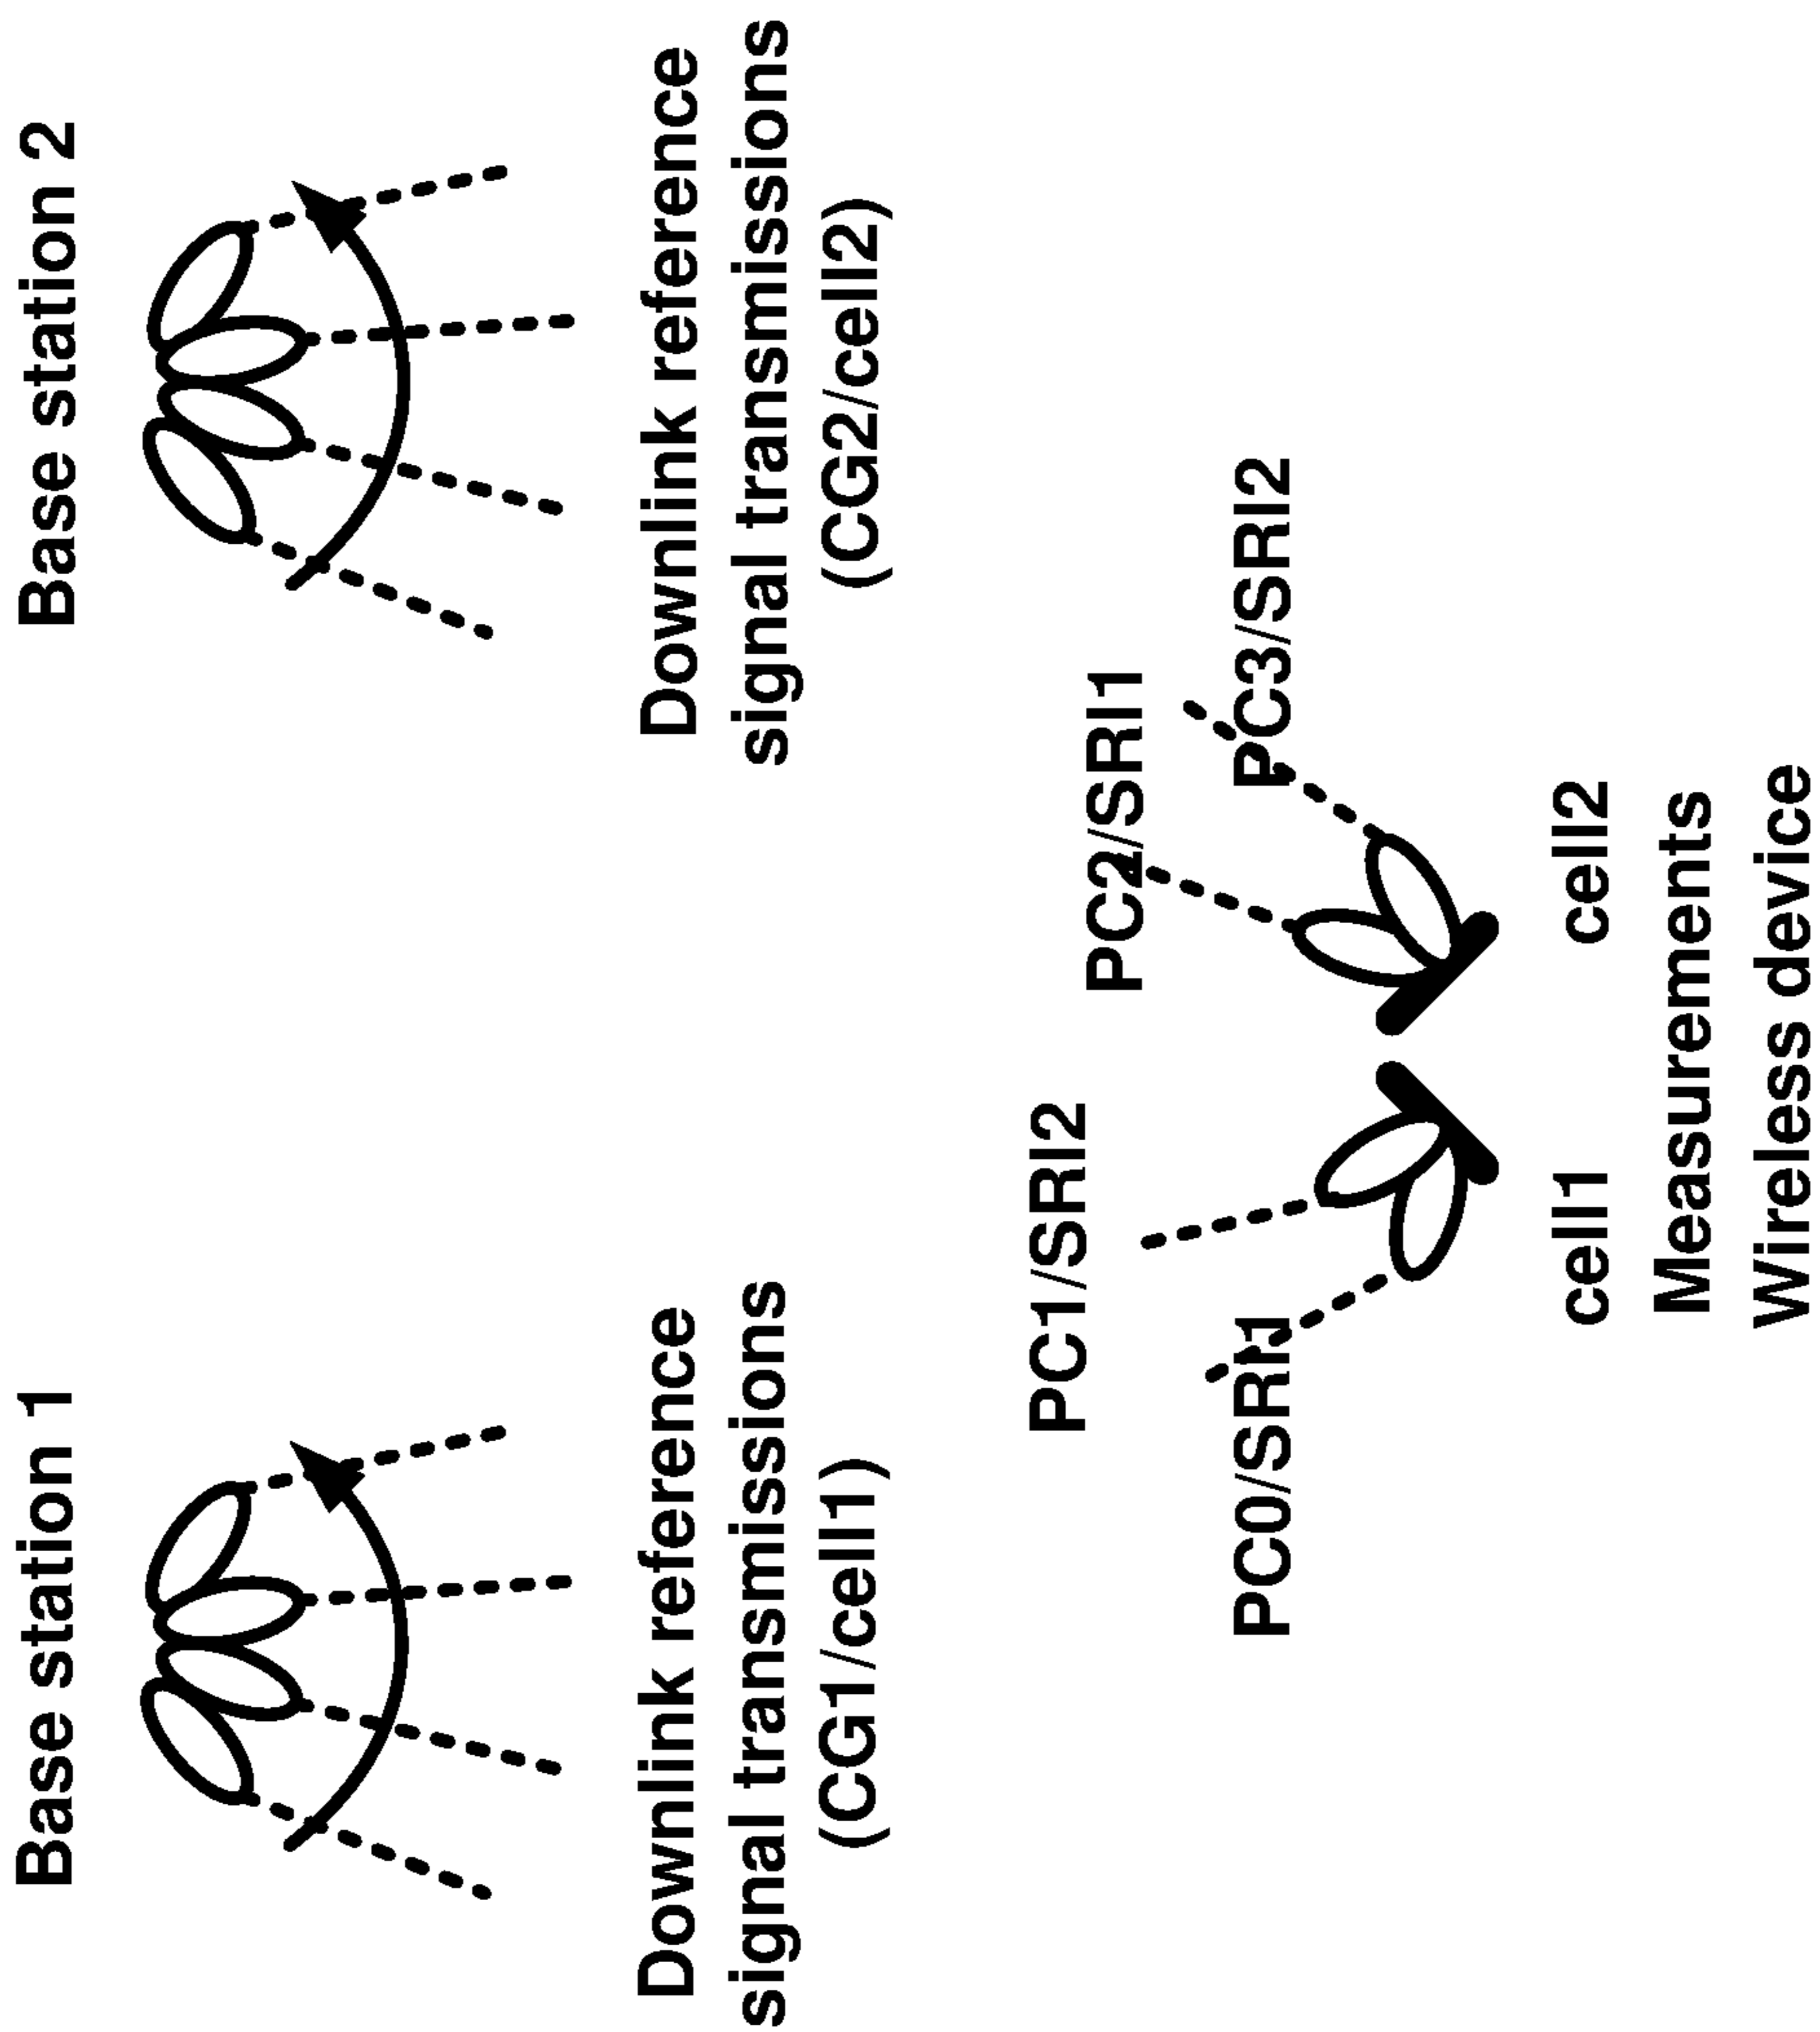 Base station 1
Base station 2
Downlink reference
signal transmissions
(CG1/cell1)
Downlink reference
signal transmissions
(CG2/cell2)
PC1/SRI2
PC2/SRI1
PC0/SRI1
PC3/SRI2
cell1
cell2
Measurements
Wireless device